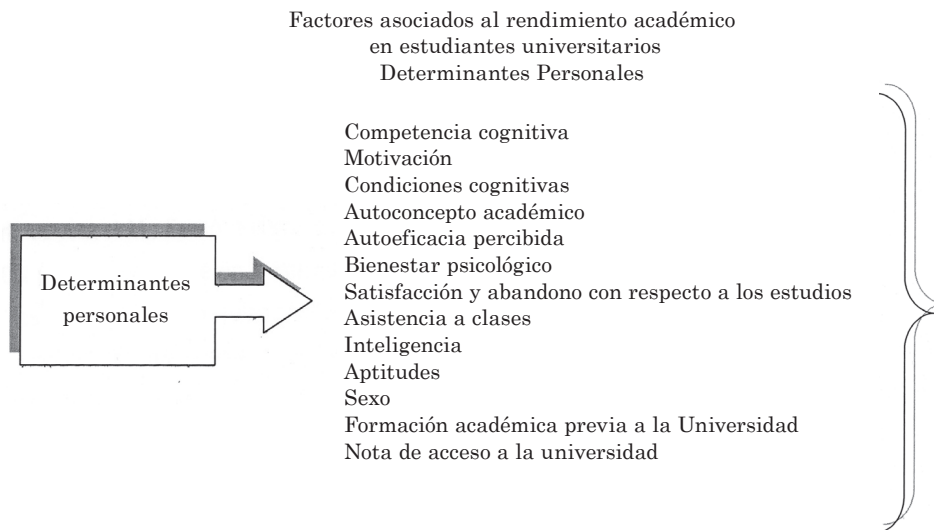 Factores asociados al rendimiento académico
en estudiantes universitarios
Determinantes Personales
Competencia cognitiva
Motivación
Condiciones cognitivas
Autoconcepto académico
Autoeficacia percibida
Bienestar psicológico
Satisfacción y abandono con respecto a los estudios
Asistencia a clases
Inteligencia
Aptitudes
Sexo
Formación académica previa a la Universidad
Nota de acceso a la universidad
Determinantes
personales